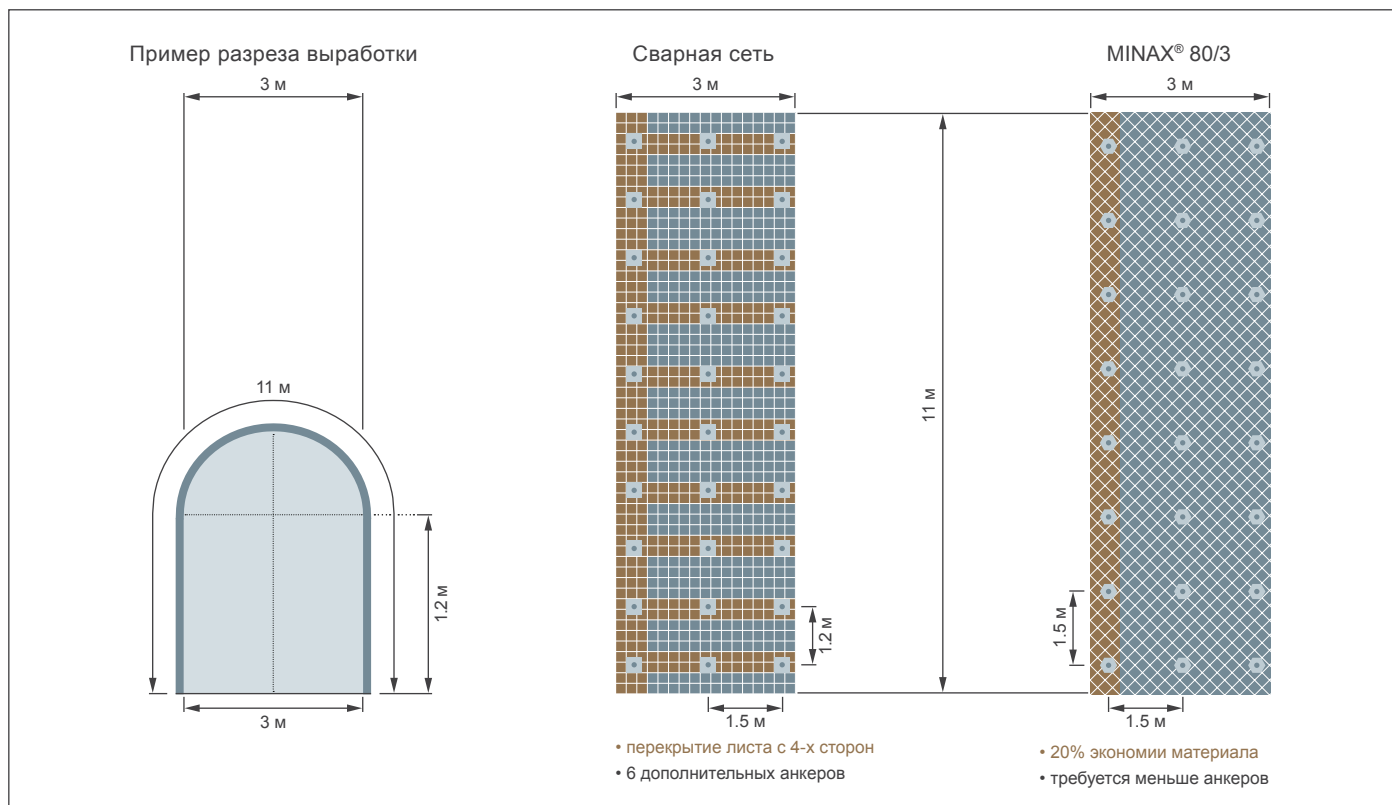 Пример разреза выработки
3 м
11 м
1.2 м
3 м
Сварная сеть
3 м
11 м
1.2 м
1.5 м
• перекрытие листа с 4-х сторон
• 6 дополнительных анкеров
MINAX® 80/3
3 м
1.5 м
1.5 м
• 20% экономии материала
• требуется меньше анкеров